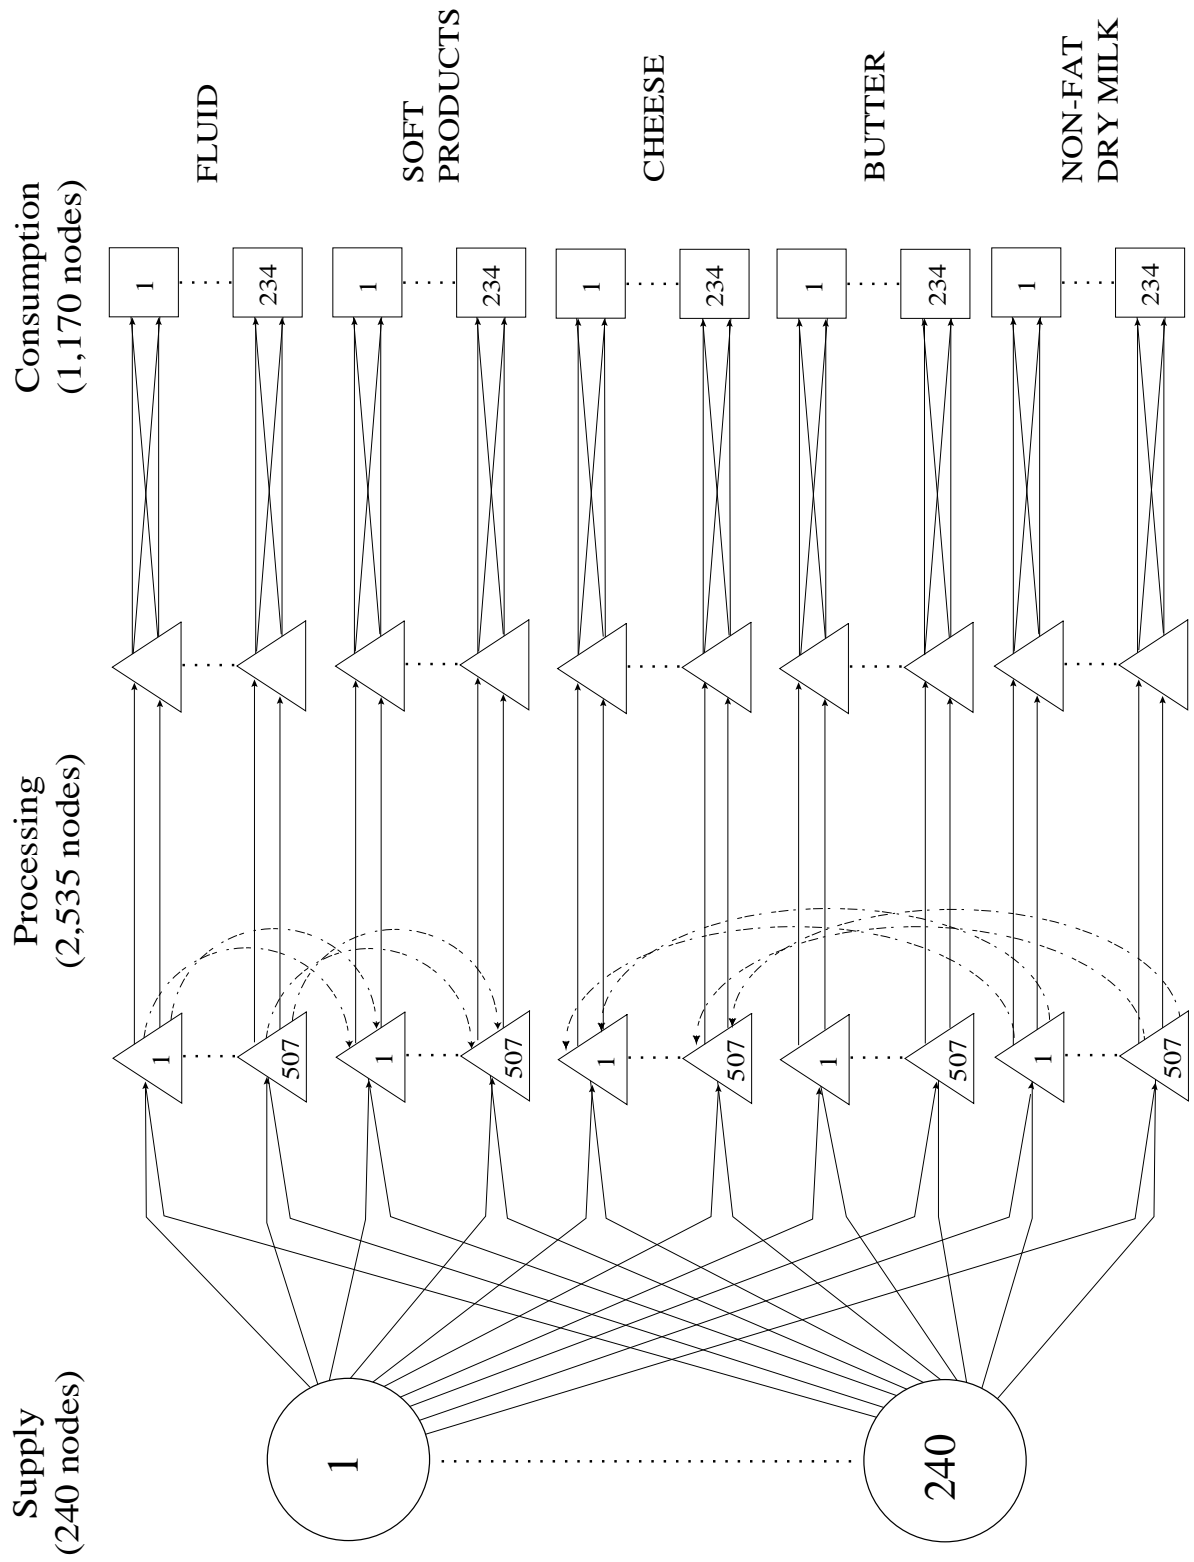 Supply
(240 nodes)
Processing
(2,535 nodes)
Consumption
(1,170 nodes)
1
240
1
507
1
507
1
507
1
507
1
507
1
234
1
234
1
234
1
234
1
234
FLUID
SOFT
PRODUCTS
CHEESE
BUTTER
NON-FAT
DRY MILK